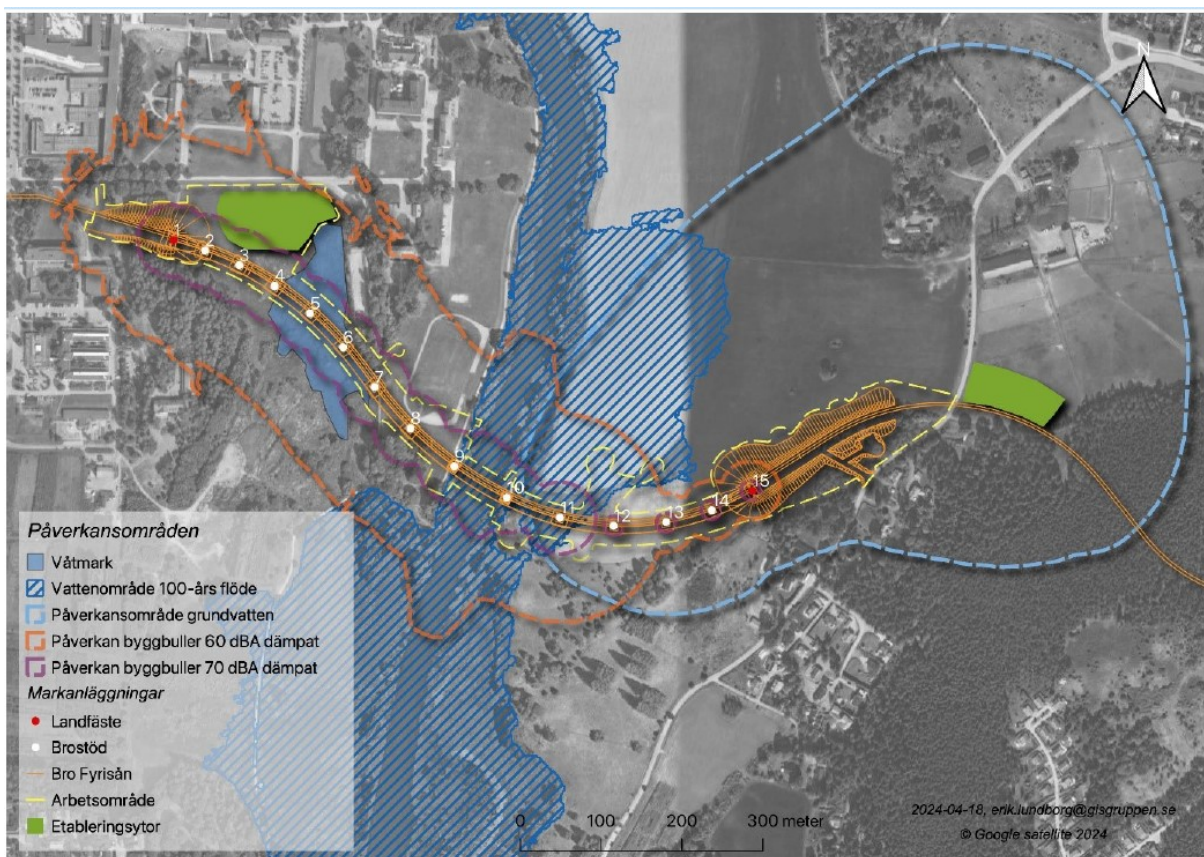 N
1
2
3
4
5
6
7
8
9
10
11
12
13
14
15
Påverkansområden
Våtmark
Vattenområde 100-års flöde
Påverkansområde grundvatten
Påverkan byggbuller 60 dBA dämpat
Påverkan byggbuller 70 dBA dämpat
Markanläggningar
Landfäste
Brostöd
Bro Fyrisån
Arbetsområde
Etableringsytor
0 100 200 300 meter
2024-04-18, erik.lundborg@gisgruppen.se
© Google satellite 2024